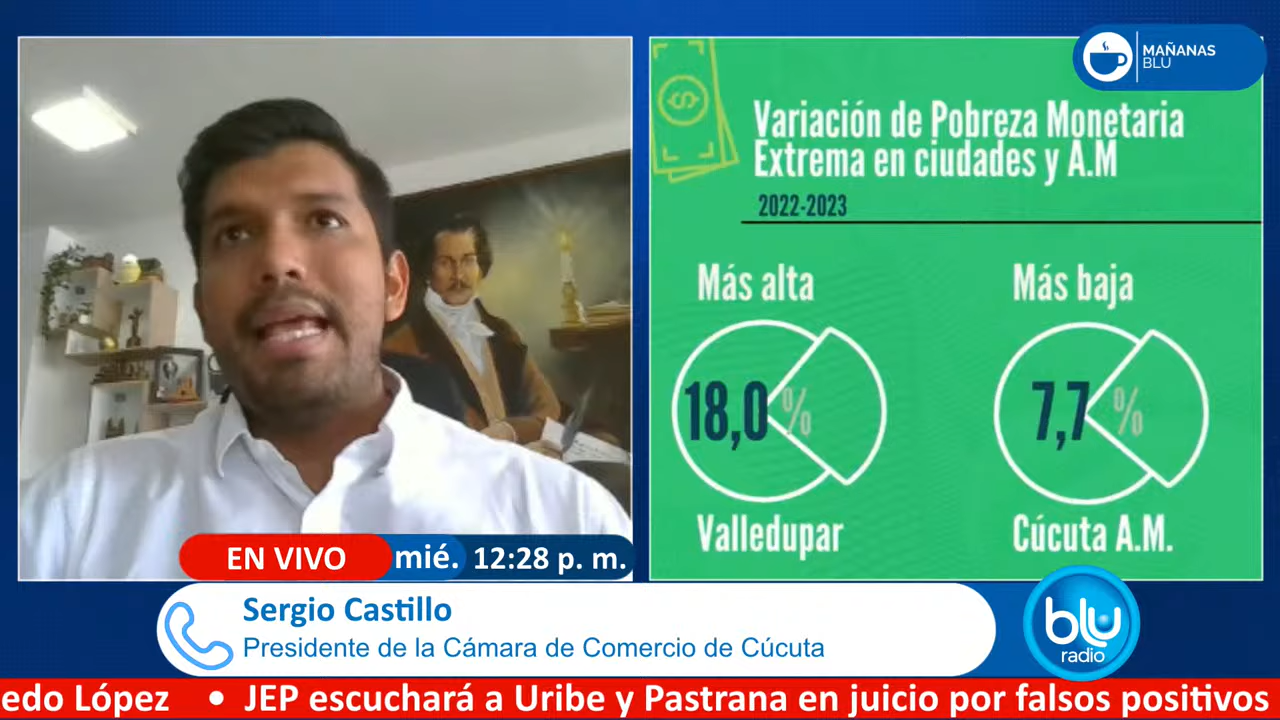 MAÑANAS
BLU
Variación de Pobreza Monetaria
Extrema en ciudades y A.M
2022-2023
Más alta
Más baja
18,0 %
7,7 %
Valledupar
Cúcuta A.M.
EN VIVO mié. 12:28 p. m.
Sergio Castillo
Presidente de la Cámara de Comercio de Cúcuta
blu
radio
edo López • JEP escuchará a Uribe y Pastrana en juicio por falsos positivos